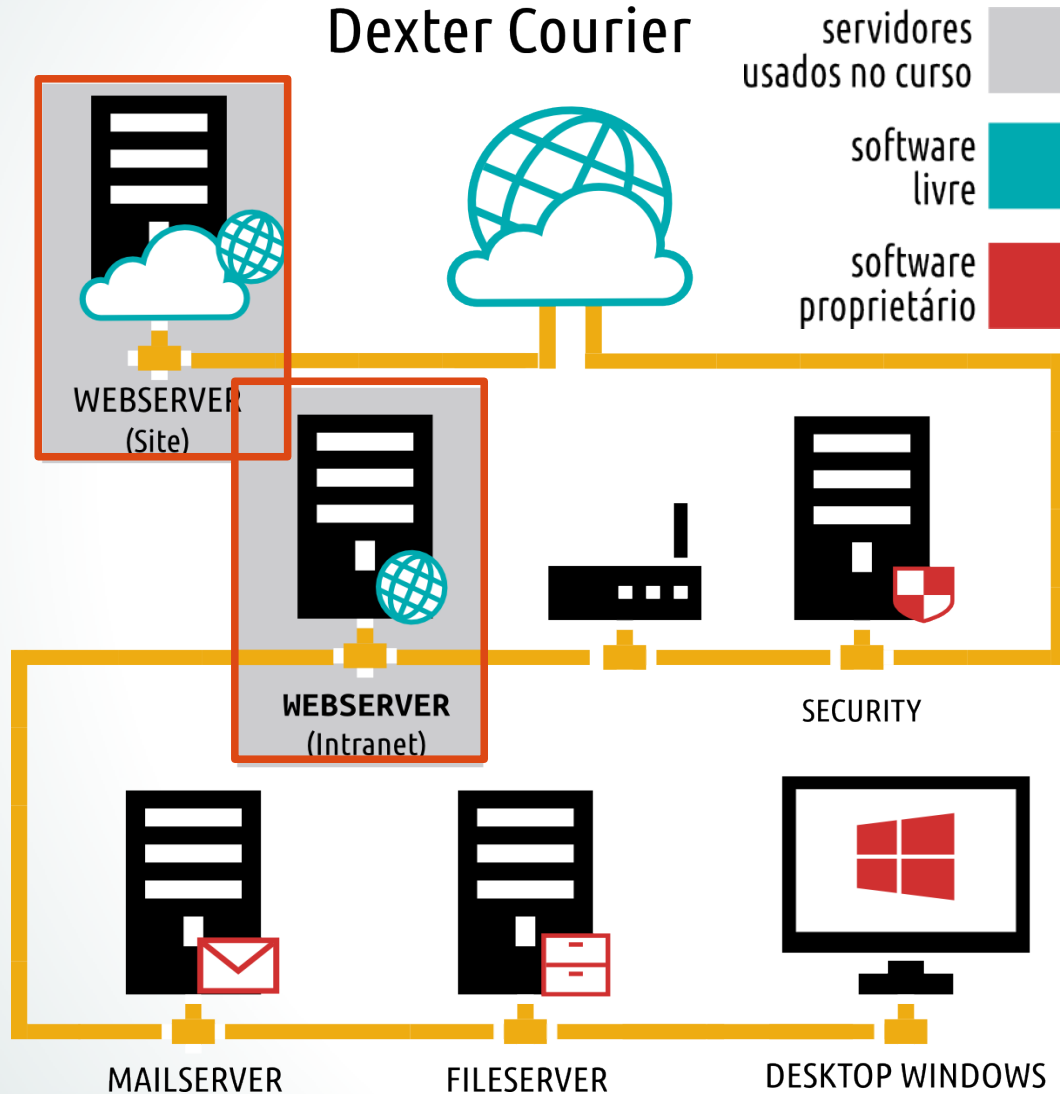 Dexter Courier
servidores
usados no curso
software
livre
software
proprietário
WEBSERVER
(Site)
WEBSERVER
(Intranet)
SECURITY
MAILSERVER
FILESERVER
DESKTOP WINDOWS